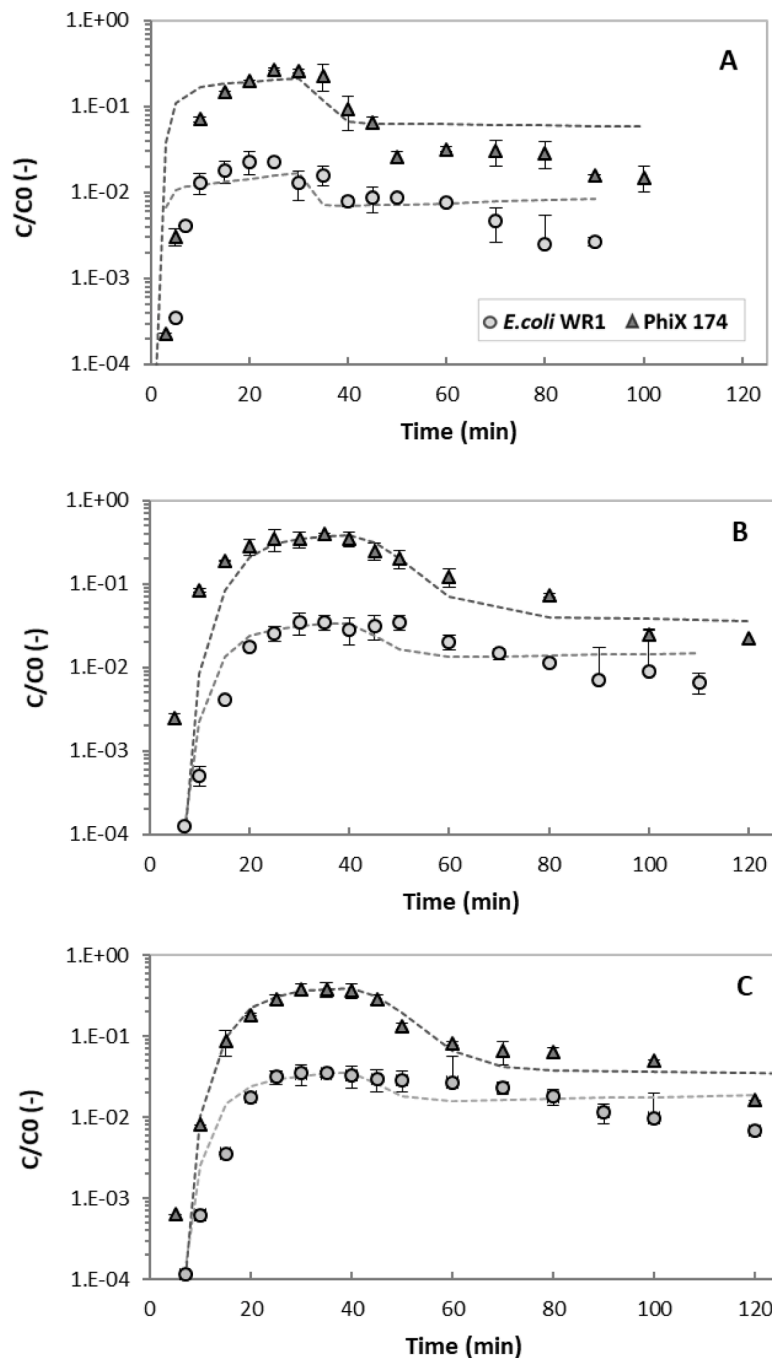 1.E+00
A
1.E-01
1.E-02
C/C0 (-)
1.E-03
E.coli WR1 PhiX 174
1.E-04
0 20 40 60 80 100 120
Time (min)
1.E+00
B
1.E-01
1.E-02
C/C0 (-)
1.E-03
1.E-04
0 20 40 60 80 100 120
Time (min)
1.E+00
C
1.E-01
1.E-02
C/C0 (-)
1.E-03
1.E-04
0 20 40 60 80 100 120
Time (min)